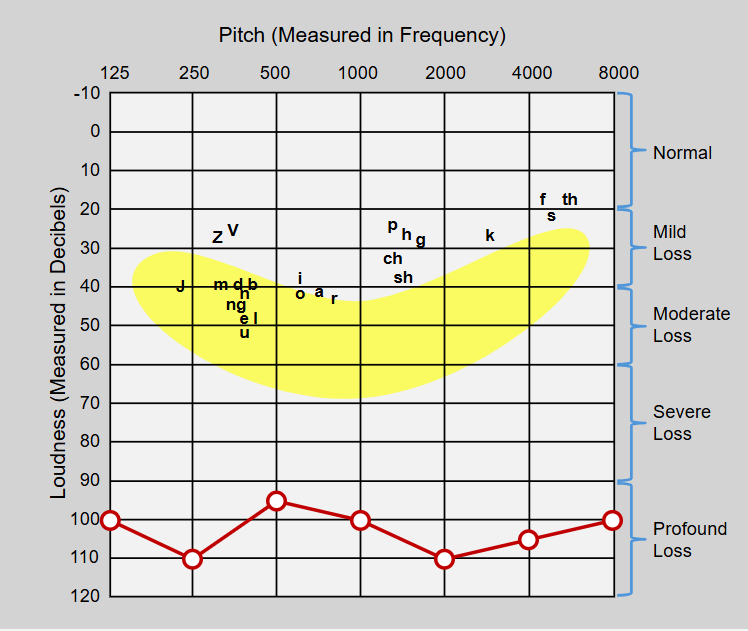 Pitch (Measured in Frequency)
125 250 500 1000 2000 4000 8000
Loudness (Measured in Decibels)
-10
0
10
20
30
40
50
60
70
80
90
100
110
120
f th
s
p
z v h g k
ch
i sh
j m d b
n o a r
ng
e l
u
Normal
Mild
Loss
Moderate
Loss
Severe
Loss
Profound
Loss